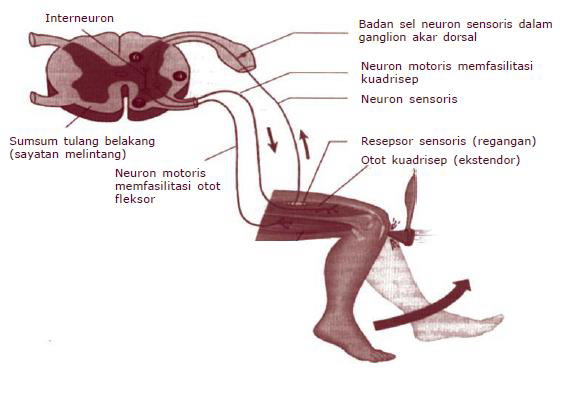 Interneuron
Badan sel neuron sensoris dalam
ganglion akar dorsal
Neuron motoris memfasilitasi
kuadrisep
Neuron sensoris
Sumsum tulang belakang
(sayatan melintang)
Resepsor sensoris (regangan)
Otot kuadrisep (ekstendor)
Neuron motoris
memfasilitasi otot
fleksor